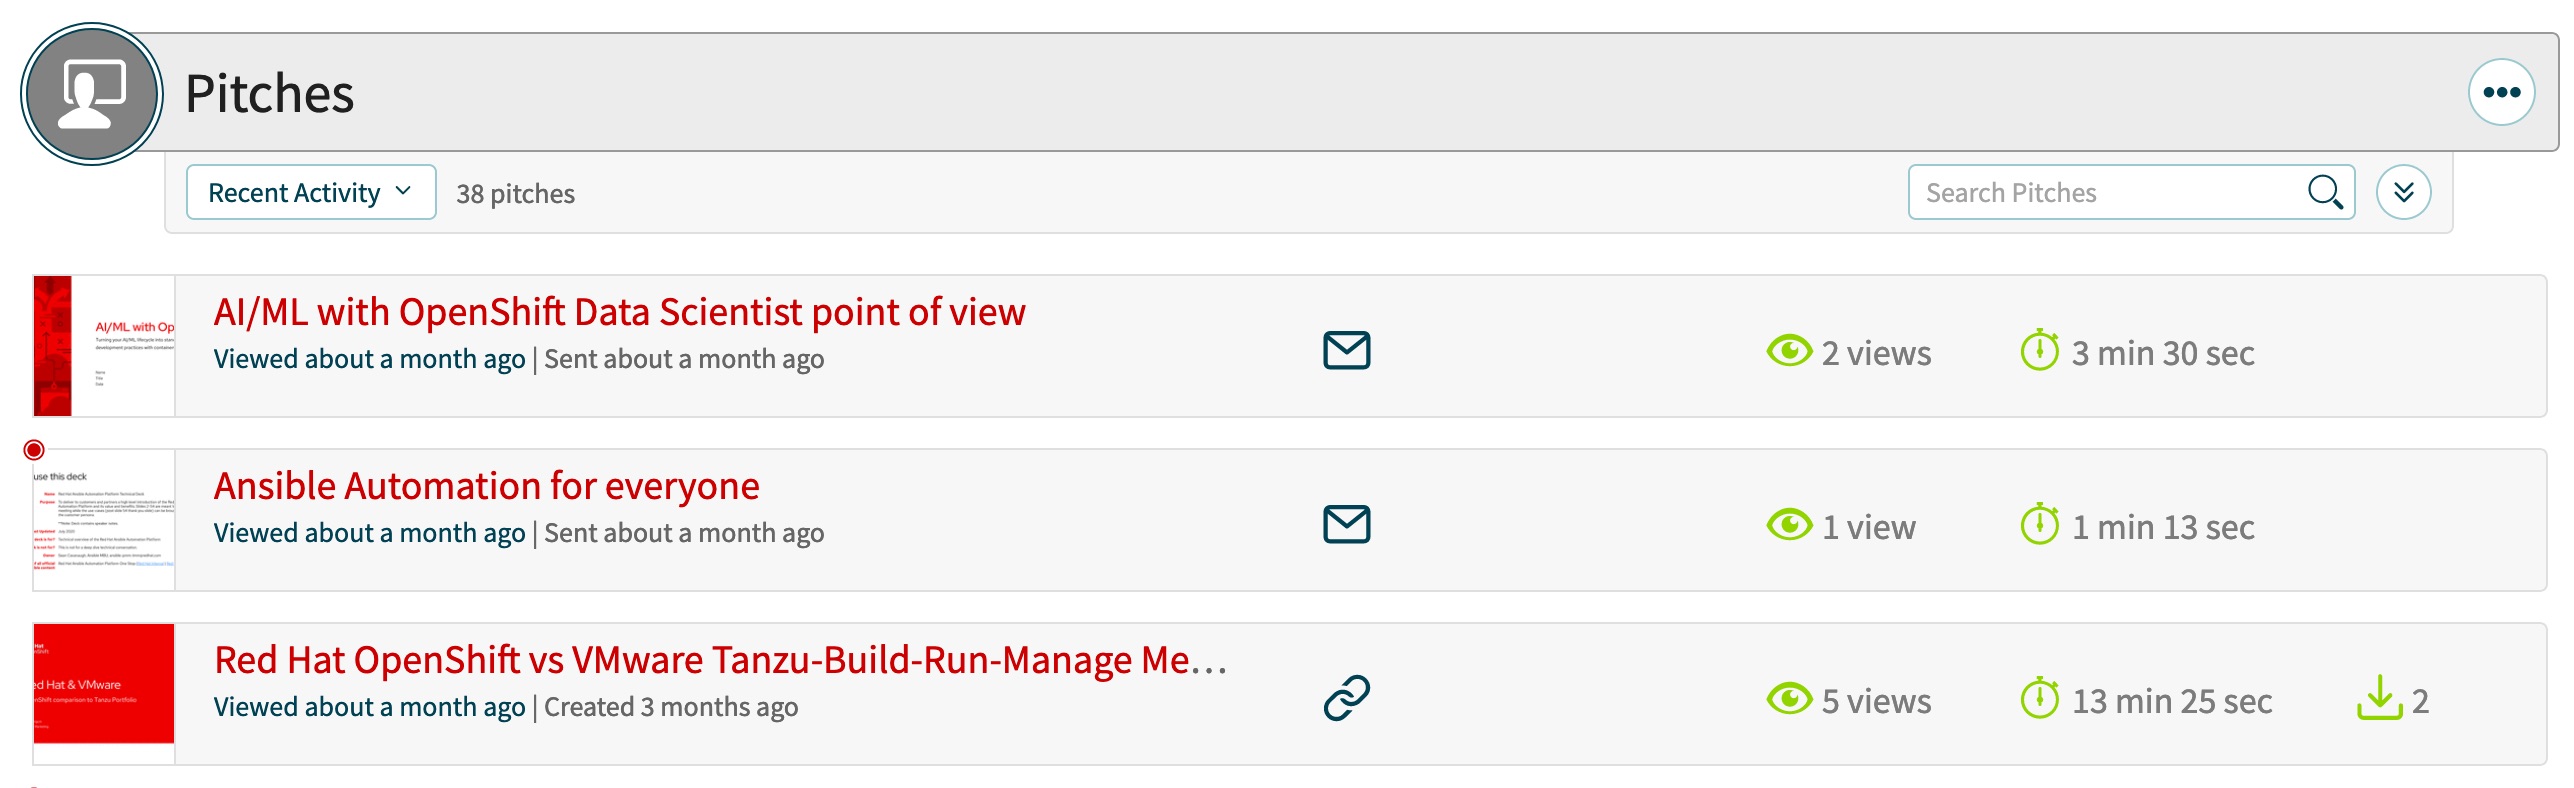 Pitches
Recent Activity
38 pitches
Search Pitches
AI/ML with Op
AI/ML with OpenShift Data Scientist point of view
Viewed about a month ago | Sent about a month ago
2 views
3 min 30 sec
use this deck
Ansible Automation for everyone
Viewed about a month ago | Sent about a month ago
1 view
1 min 13 sec
ed Hat & VMware
Red Hat OpenShift vs VMware Tanzu-Build-Run-Manage Me...
Viewed about a month ago | Created 3 months ago
5 views
13 min 25 sec
2